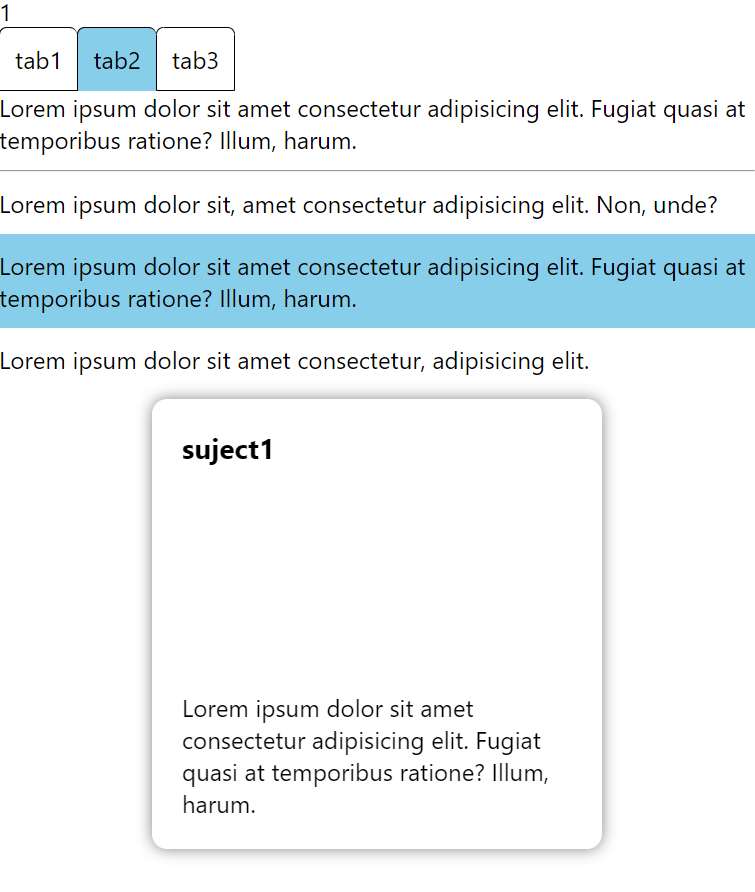 1
tab1 tab2 tab3
Lorem ipsum dolor sit amet consectetur adipisicing elit. Fugiat quasi at
temporibus ratione? Illum, harum.
Lorem ipsum dolor sit, amet consectetur adipisicing elit. Non, unde?
Lorem ipsum dolor sit amet consectetur adipisicing elit. Fugiat quasi at
temporibus ratione? Illum, harum.
Lorem ipsum dolor sit amet consectetur, adipisicing elit.
suject1
Lorem ipsum dolor sit amet
consectetur adipisicing elit. Fugiat
quasi at temporibus ratione? Illum,
harum.